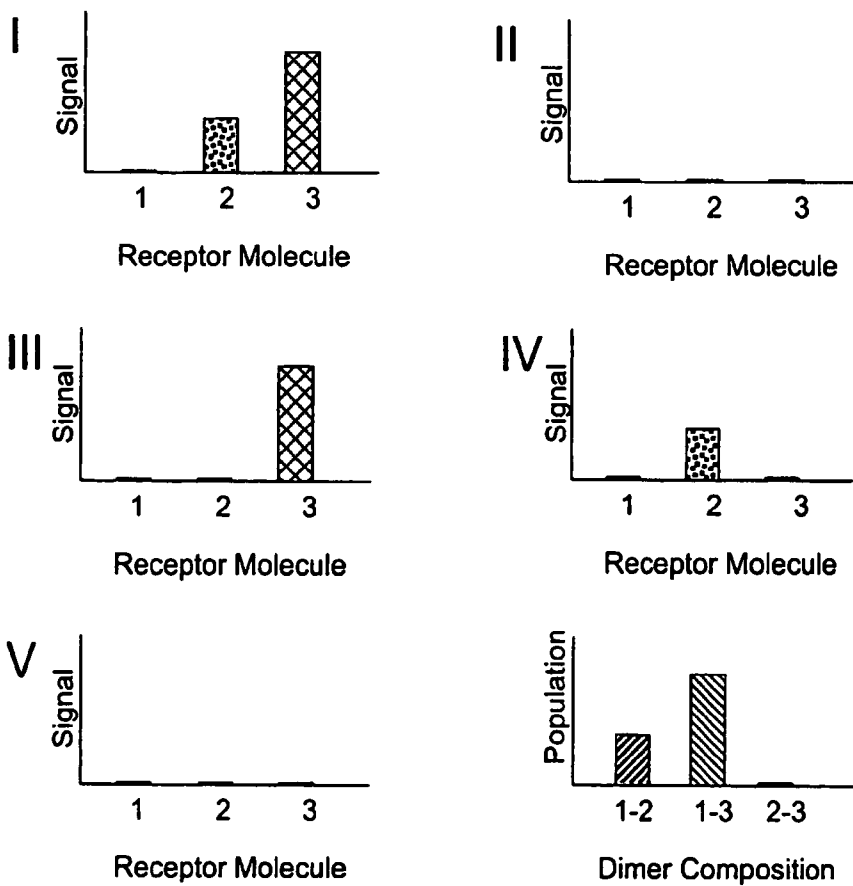 I
Signal
1 2 3
Receptor Molecule
II
Signal
1 2 3
Receptor Molecule
III
Signal
1 2 3
Receptor Molecule
IV
Signal
1 2 3
Receptor Molecule
V
Signal
1 2 3
Receptor Molecule
Population
1-2 1-3 2-3
Dimer Composition